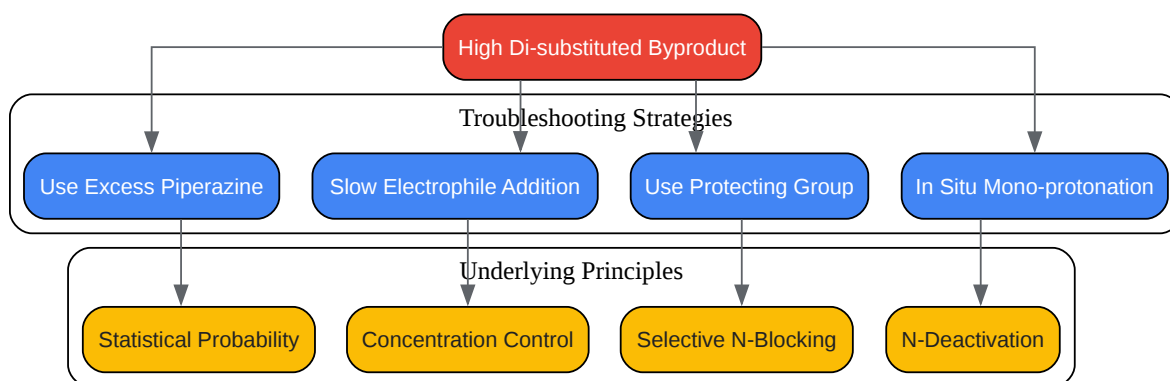 High Di-substituted Byproduct
Troubleshooting Strategies
Use Excess Piperazine
Slow Electrophile Addition
Use Protecting Group
In Situ Mono-protonation
Underlying Principles
Statistical Probability
Concentration Control
Selective N-Blocking
N-Deactivation